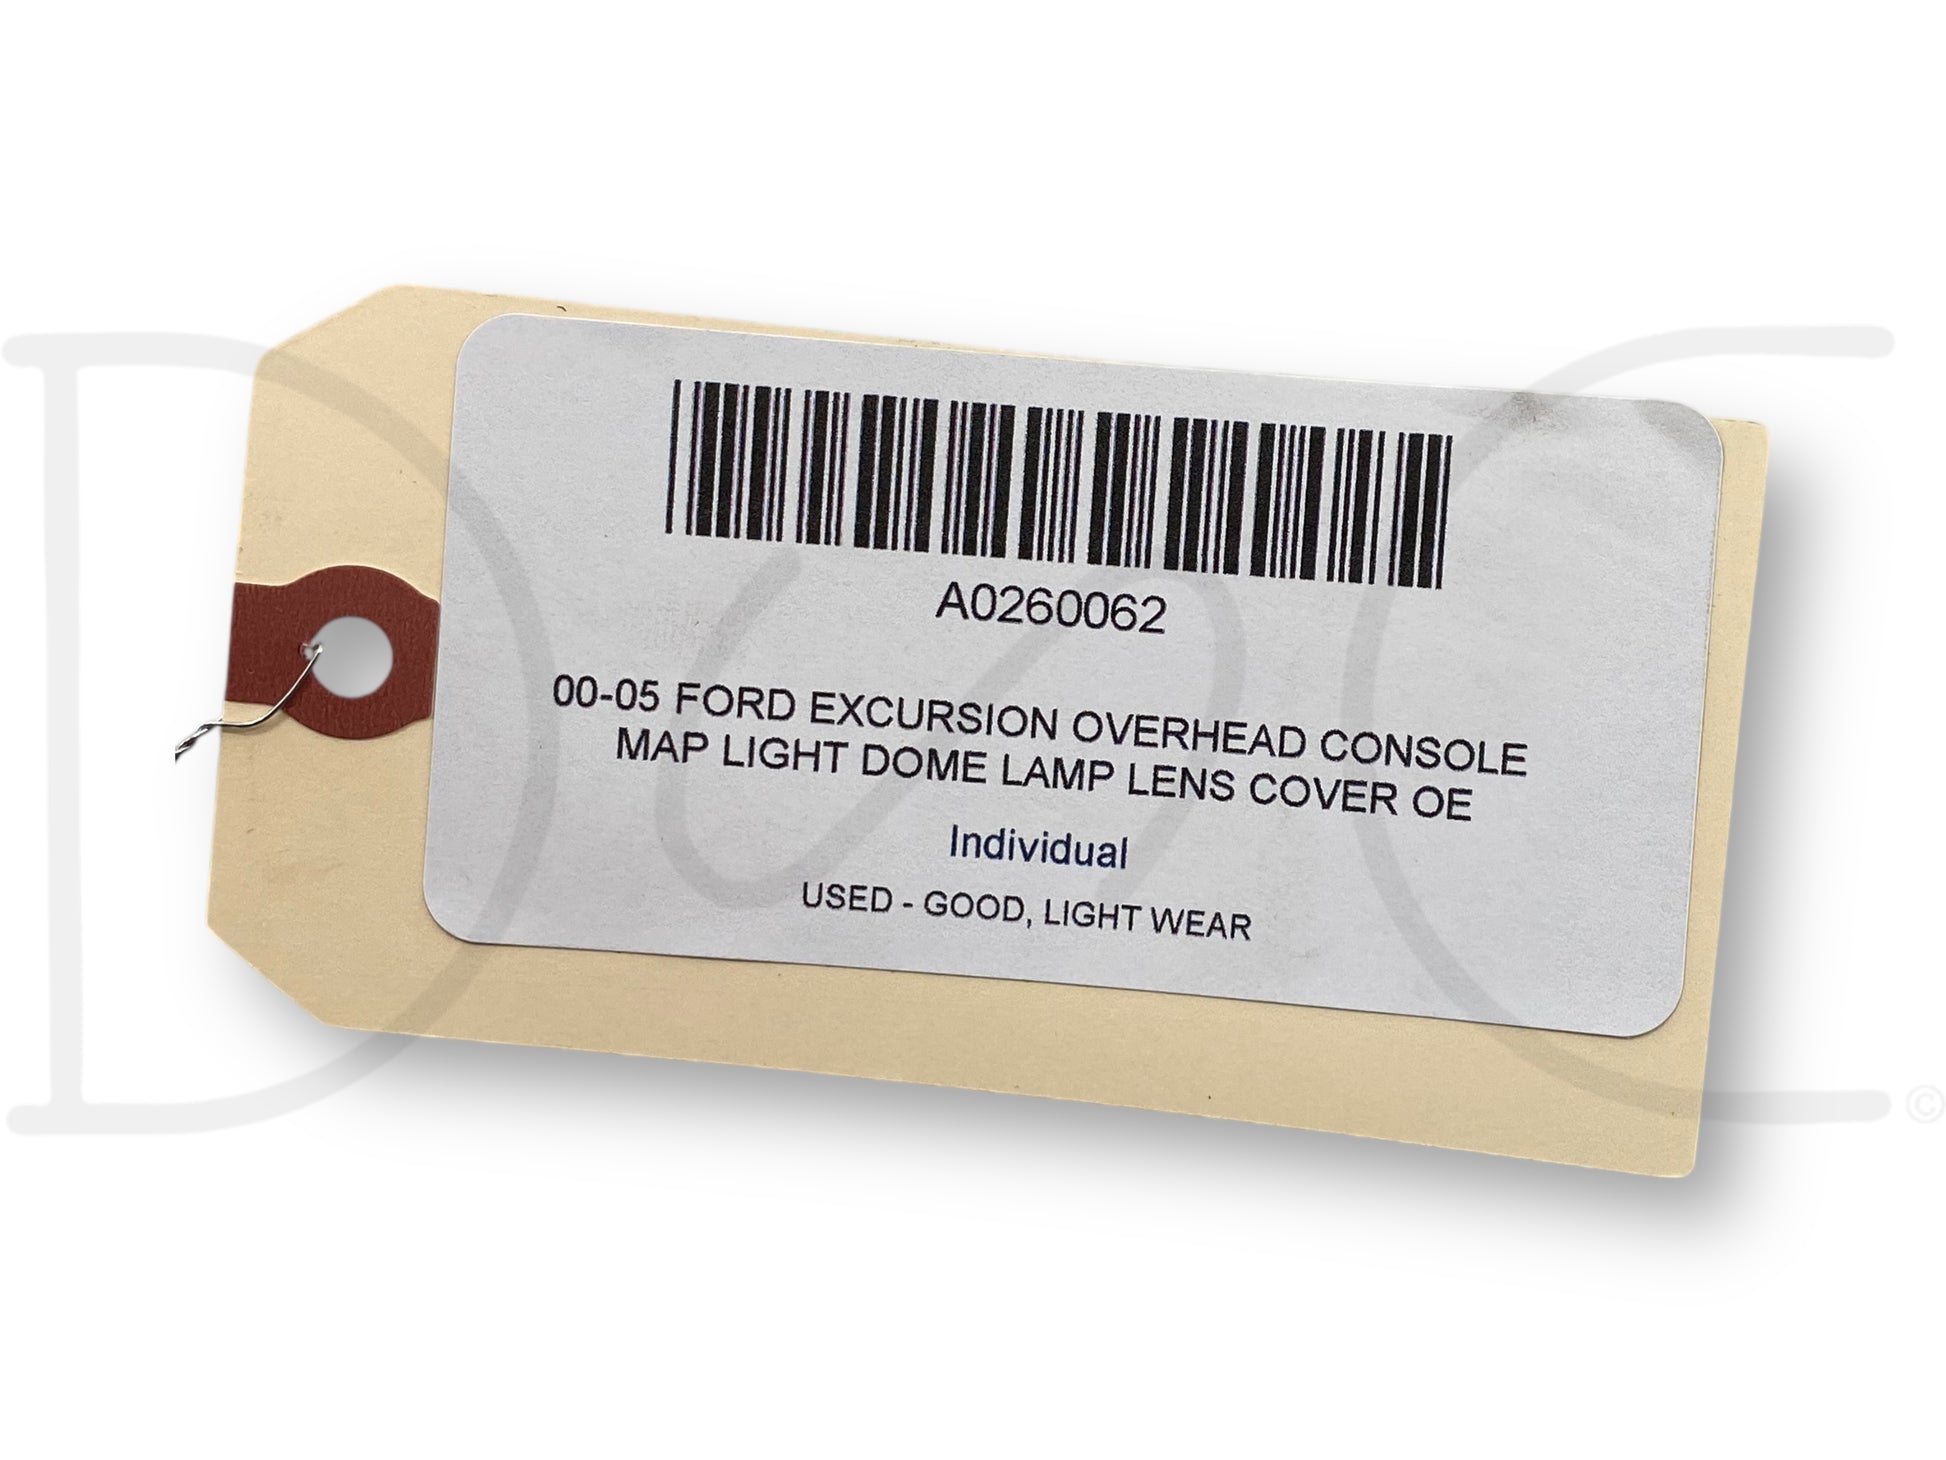 A0260062
00-05 FORD EXCURSION OVERHEAD CONSOLE
MAP LIGHT DOME LAMP LENS COVER OE
Individual
USED - GOOD, LIGHT WEAR
©